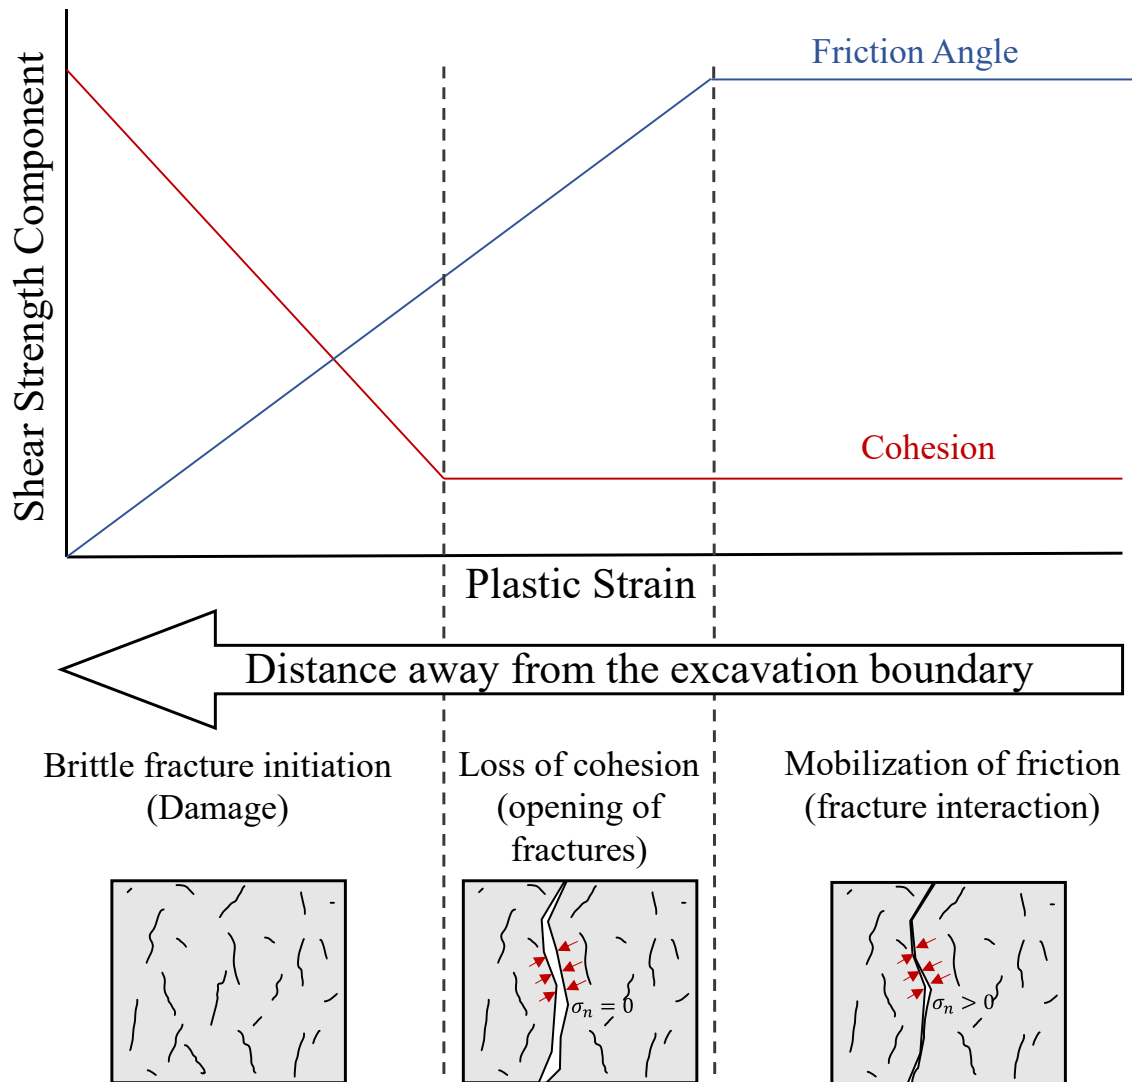 Friction Angle
Shear Strength Component
Cohesion
Plastic Strain
Distance away from the excavation boundary
Brittle fracture initiation
(Damage)
Loss of cohesion
(opening of
fractures)
Mobilization of friction
(fracture interaction)
σₙ = 0
σₙ > 0